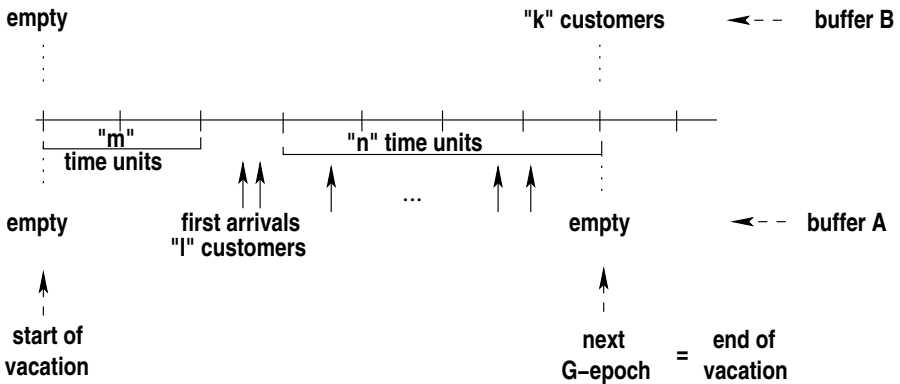 empty "k" customers buffer B
"m" "n" time units
time units
...
first arrivals
"l" customers
empty empty buffer A
start of
vacation
next
G–epoch = end of
vacation